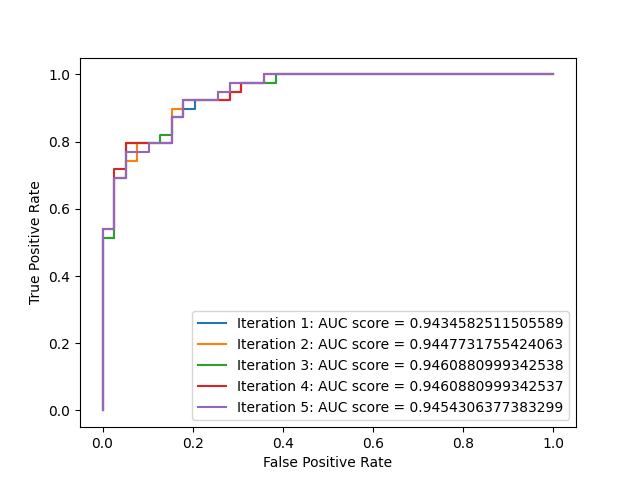 1.0
0.8
0.6
0.4
0.2
0.0
True Positive Rate
Iteration 1: AUC score = 0.9434582511505589
Iteration 2: AUC score = 0.9447731755424063
Iteration 3: AUC score = 0.9460880999342538
Iteration 4: AUC score = 0.9460880999342537
Iteration 5: AUC score = 0.9454306377383299
0.0 0.2 0.4 0.6 0.8 1.0
False Positive Rate